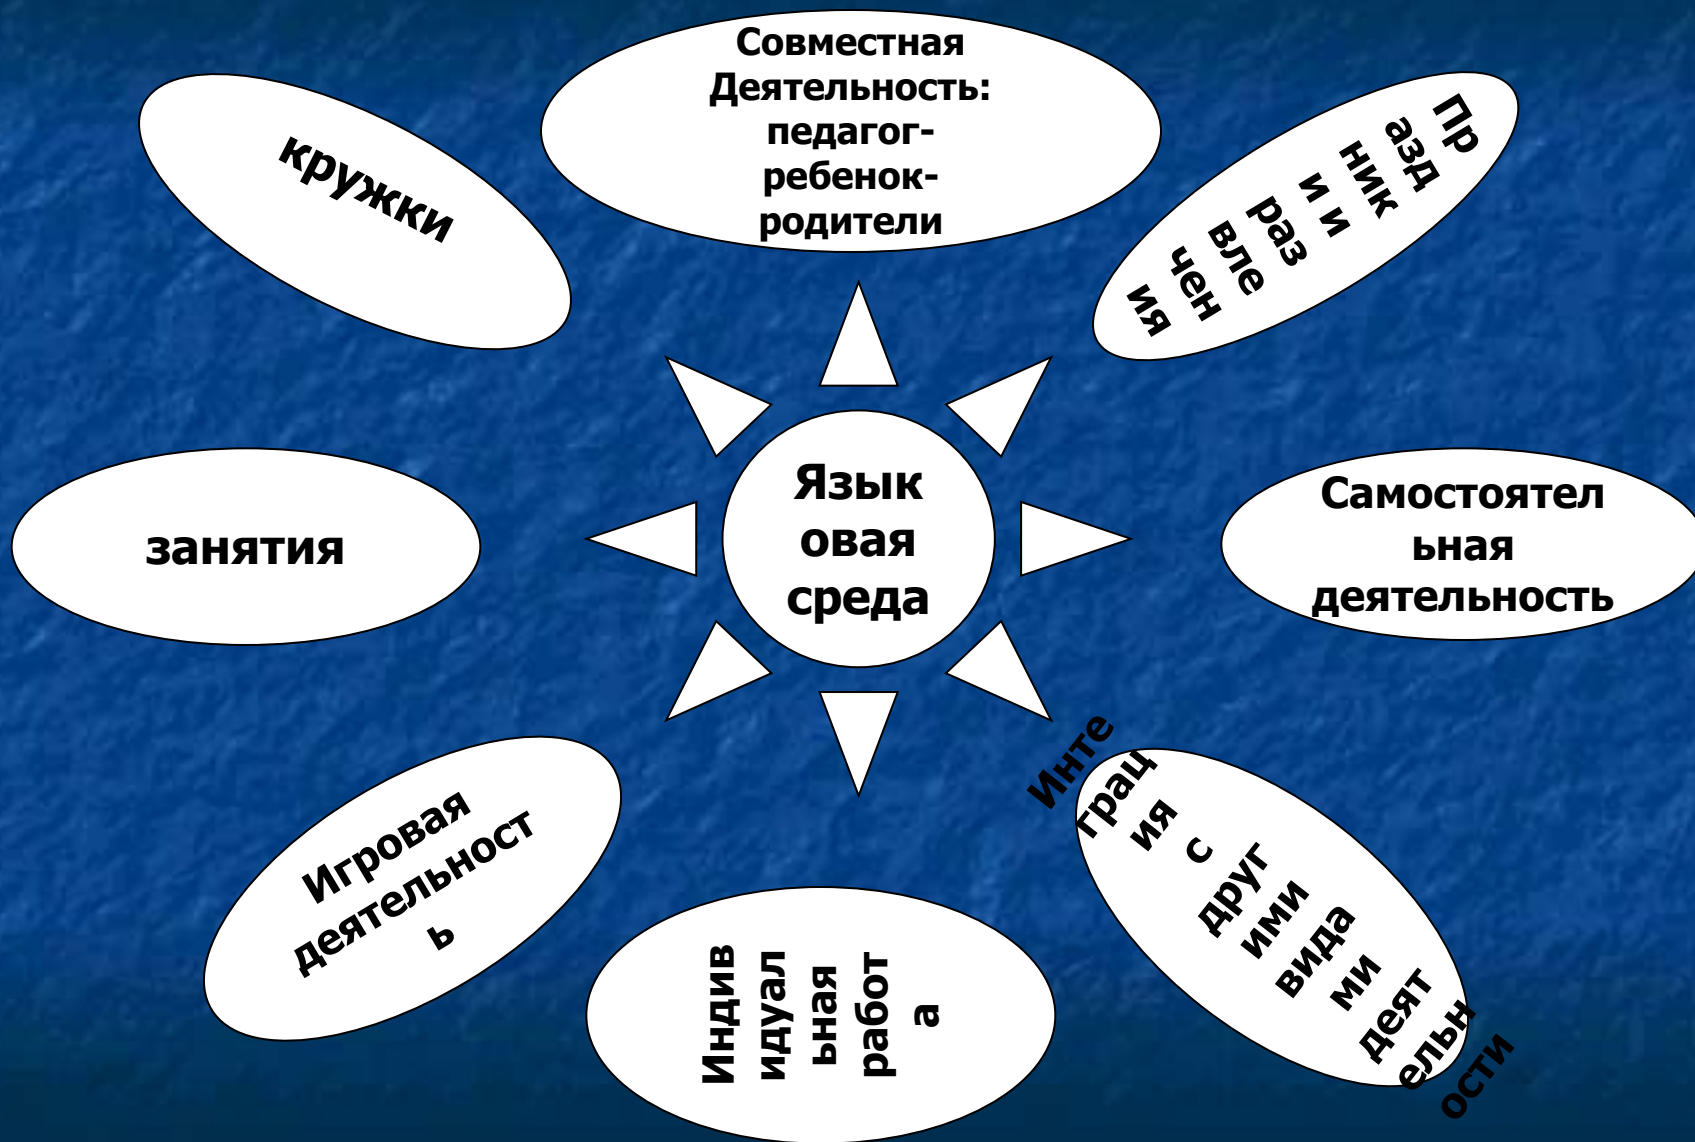 Совместная
Деятельность:
педагог-
ребенок-
родители
кружки
Пр
азд
ник
и и
раз
вле
чен
ия
Язык
овая
среда
занятия
Самостоятел
ьная
деятельность
Игровая
деятельност
ь
Индив
идуал
ьная
работ
а
Инте
грац
ия
с
друг
ими
вида
ми
деят
ельн
ости